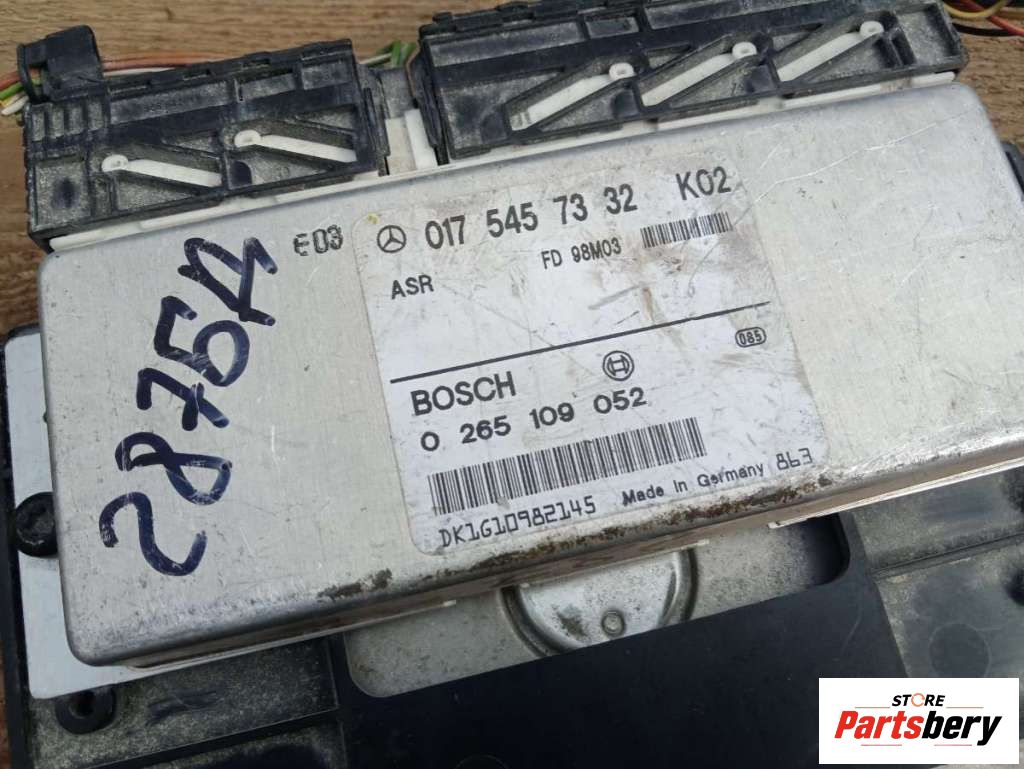 E03 017 545 73 32 K02
FD 98M03
ASR
085
BOSCH
0 265 109 052
DK1G10982145 Made in Germany 863
2875A
STORE
Partsbery